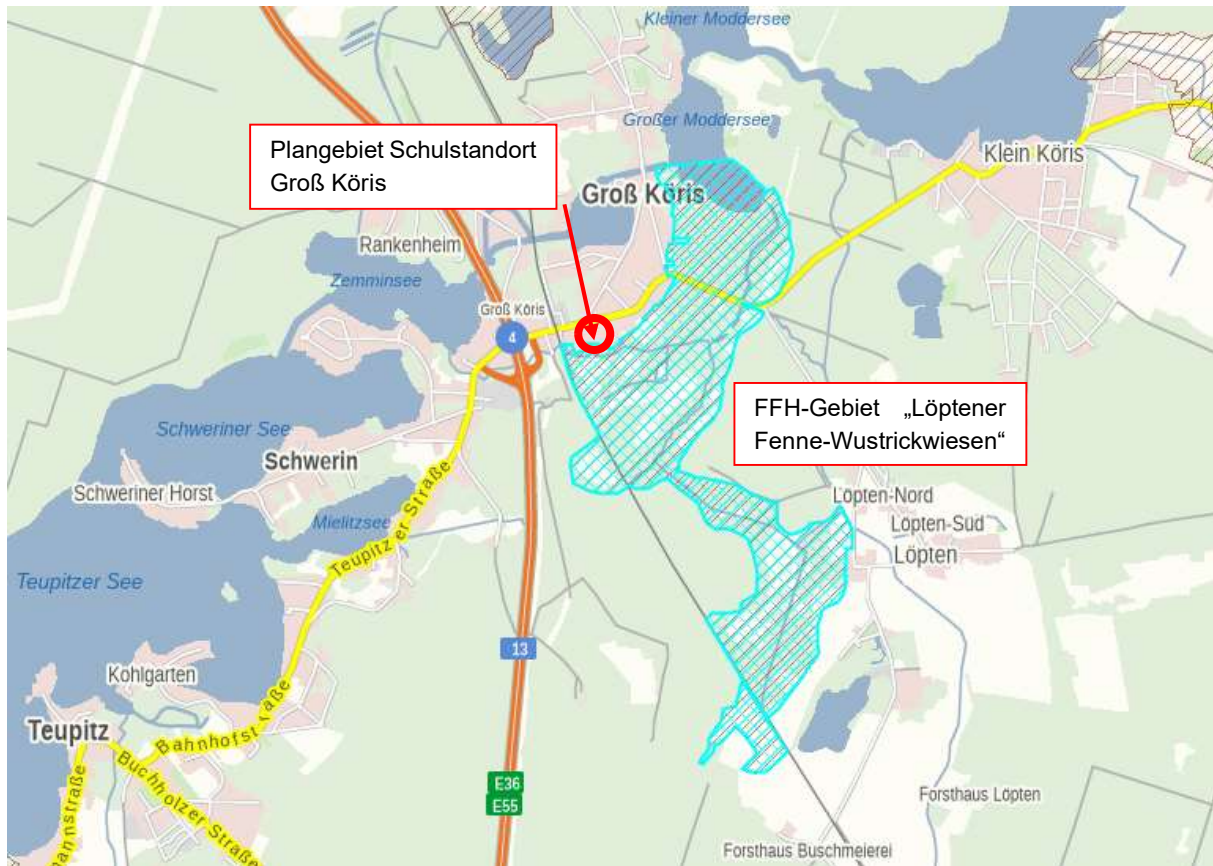 Kleiner Moddersee
Großer Moddersee
Plangebiet Schulstandort
Groß Köris
Klein Köris
Groß Köris
Rankenheim
Zemminsee
Groß Köris
4
FFH-Gebiet „Löptener
Fenne-Wustrickwiesen“
Schweriner See
Schwerin
Schweriner Horst
Löpten-Nord
Löpten-Süd
Löpten
Mielitzsee
Teupitzer Straße
Teupitzer See
13
Kohlgarten
Teupitz
Bahnhofstraße
Buchholzer Straße
mannstraße
E36
E55
Forsthaus Löpten
Forsthaus Buschmeierei